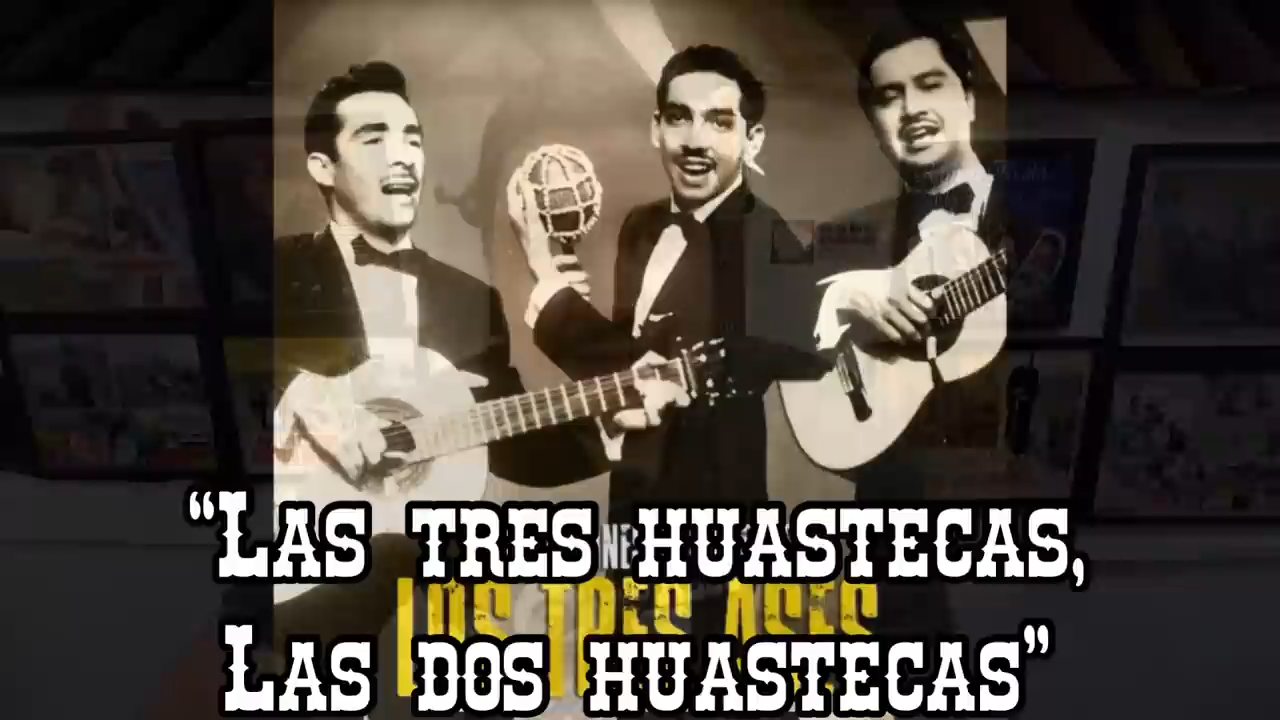 “LAS TRES HUASTECAS,
LOS TRES ASES
LAS DOS HUASTECAS”